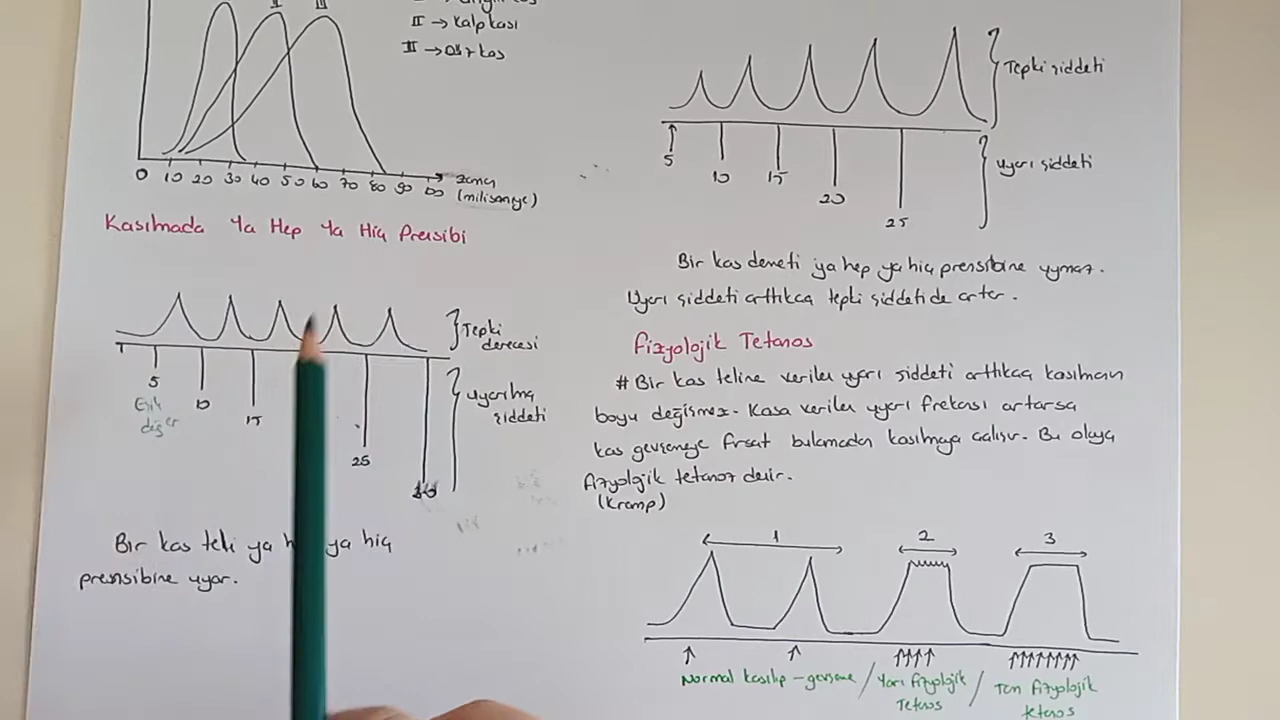 II → Kalp kası
III → Düz kas
I
II
III
0 10 20 30 40 50 60 70 80 90 100
zaman
(milisaniye)
Kasılmada Ya Hep Ya Hiç Prensibi
Tepki
derecesi
5
10
15
25
Eşik
değer
Uyarılma
şiddeti
Bir kas teli ya ya hiç
prensibine uyar.
Tepki şiddeti
5
10
15
20
25
Uyarı şiddeti
Bir kas demeti ya hep ya hiç prensibine uymaz.
Uyarı şiddeti arttıkça tepki şiddeti de artar.
Fizyolojik Tetanos
# Bir kas teline verilen uyarı şiddeti arttıkça kasılmanın
boyu değişmez. Kasa verilen uyarı frekası artarsa
kas gevşemeye fırsat bulamadan kasılmaya çalışır. Bu olaya
fizyolojik tetanoz denir.
(Kramp)
1
2
3
Normal kasılıp-gevşeme / Yarı fizyolojik / Tam fizyolojik
Tetanos
tetanos